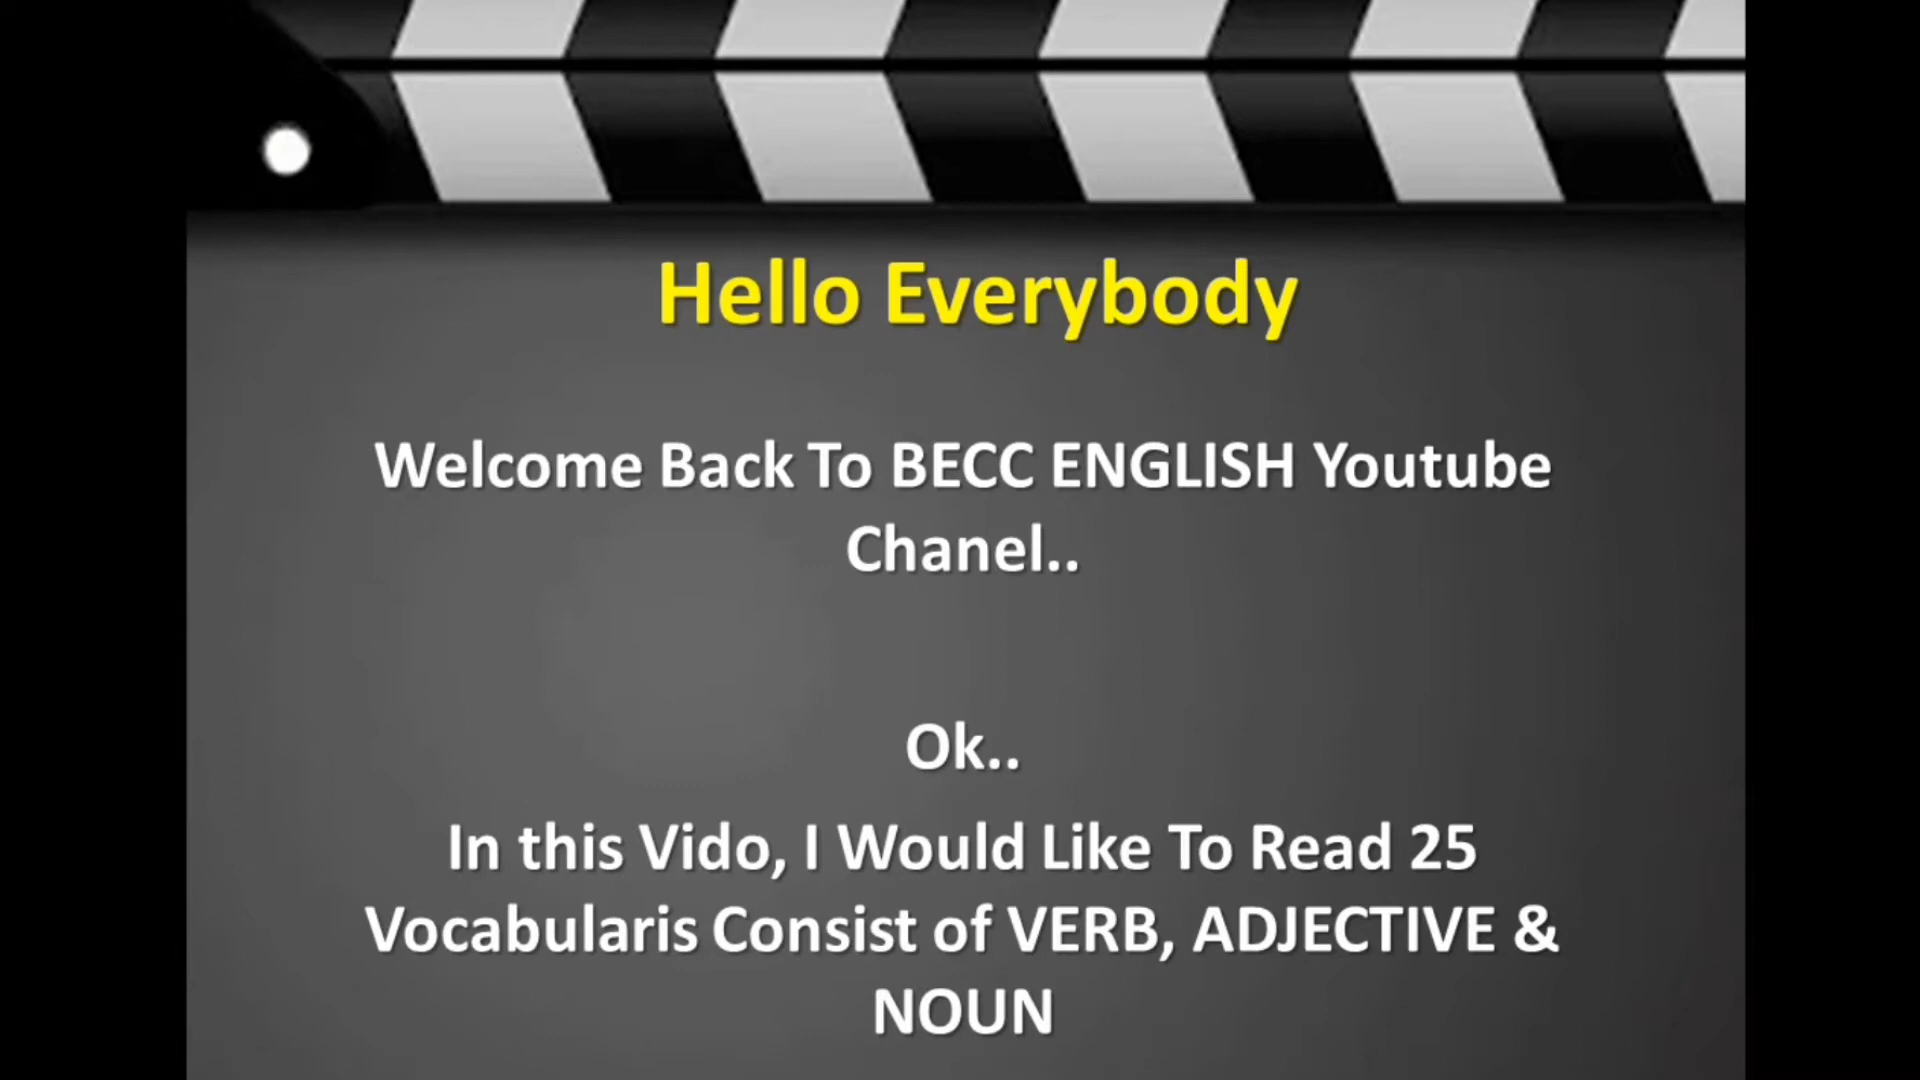 Hello Everybody
Welcome Back To BECC ENGLISH Youtube
Chanel..
Ok..
In this Vido, I Would Like To Read 25
Vocabularis Consist of VERB, ADJECTIVE &
NOUN